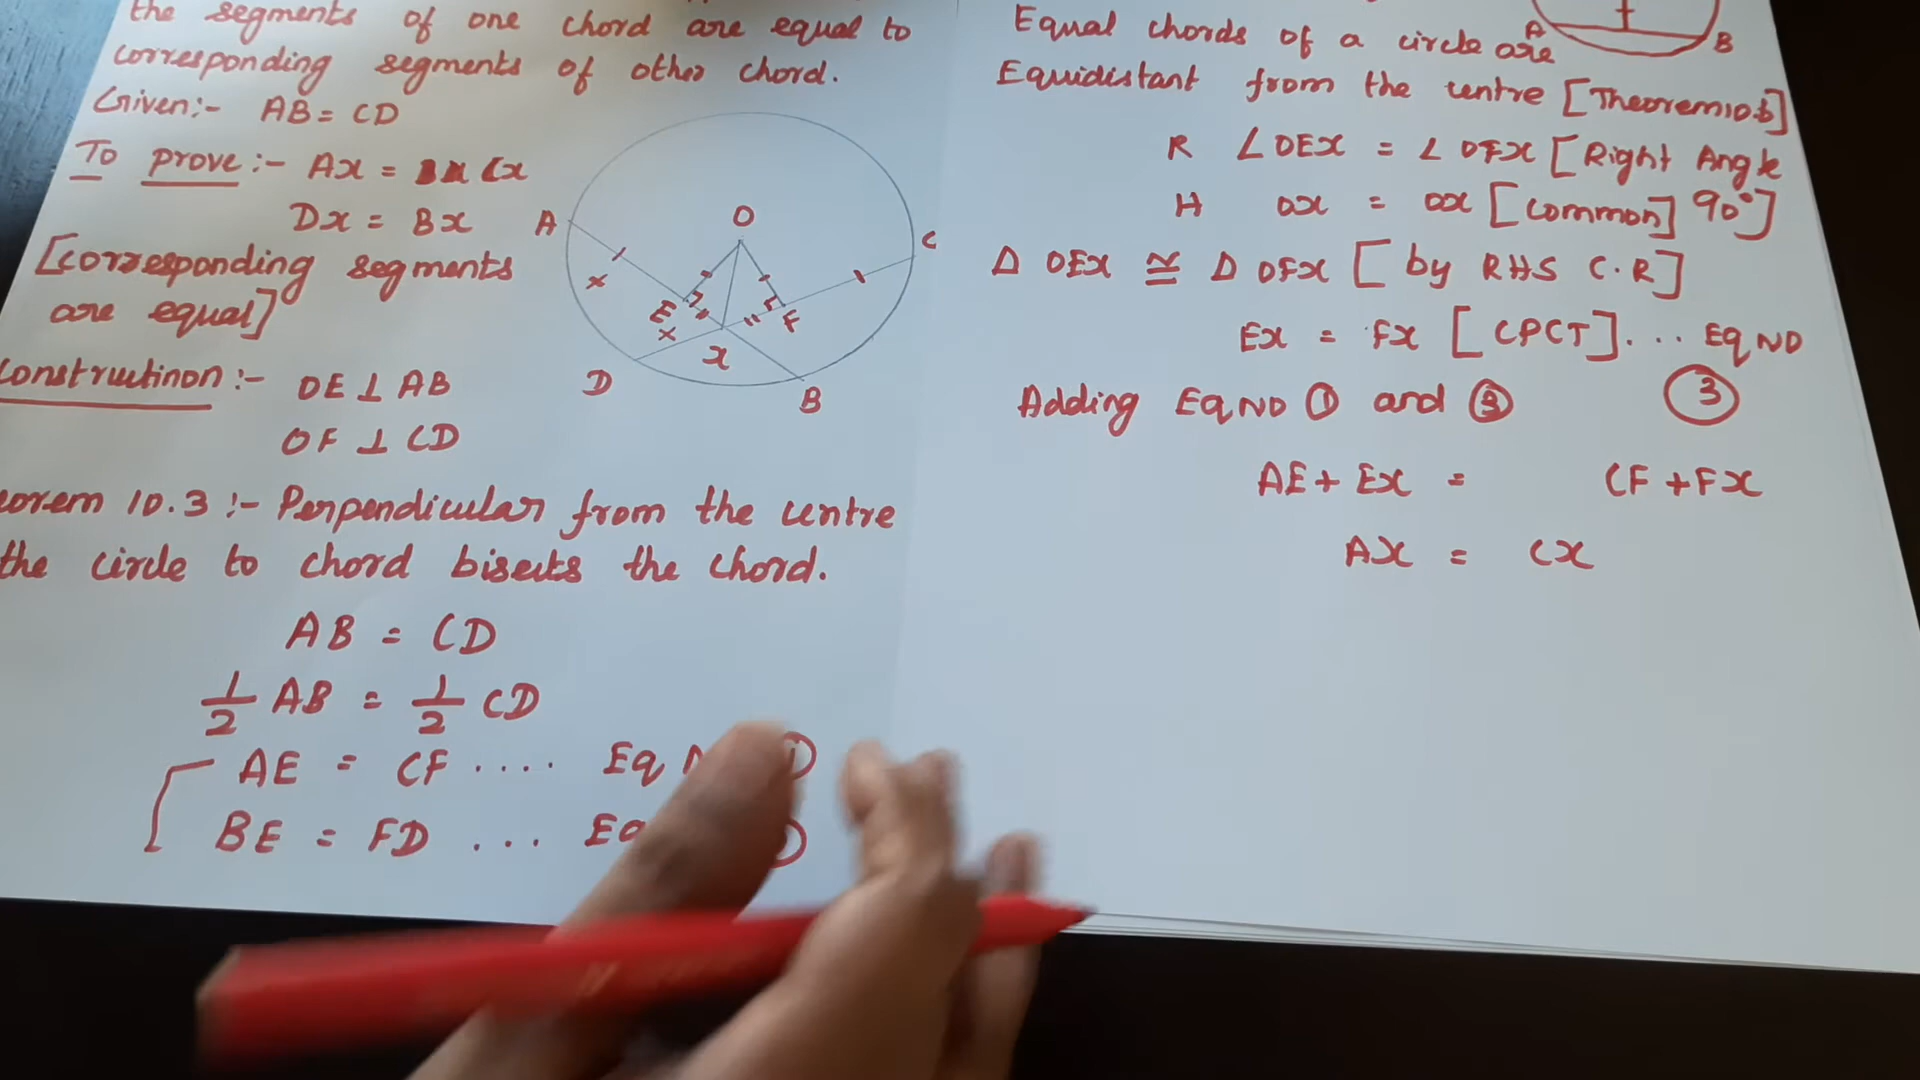 the segments of one chord are equal to
corresponding segments of other chord.
Given:- AB = CD
To prove:- Ax = Cx
Dx = Bx
[corresponding segments
are equal]
O
A
C
x
E
F
x
x
D
B
Constructinon:- OE ⊥ AB
OF ⊥ CD
orem 10.3 :- Perpendicular from the centre
the circle to chord bisects the chord.
AB = CD
1/2 AB = 1/2 CD
AE = CF .... Eq
BE = FD ... Eq
A
B
Equal chords of a circle are
Equidistant from the centre [Theorem 10.6]
R ∠OEx = ∠OFx [Right Angle
H ox = ox [common] 90°]
Δ OEx ≅ Δ OFx [by RHS C.R]
Ex = Fx [CPCT]. ... Eq NO
3
Adding Eq NO 1 and 3
AE + Ex = CF + Fx
Ax = Cx